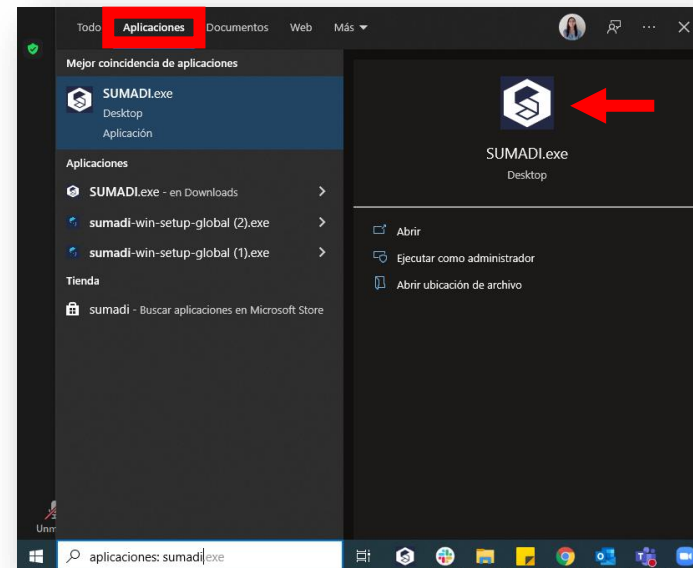 Todo Aplicaciones Documentos Web Más
Mejor coincidencia de aplicaciones
SUMADI.exe
Desktop
Aplicación
Aplicaciones
SUMADI.exe - en Downloads
sumadi-win-setup-global (2).exe
sumadi-win-setup-global (1).exe
Tienda
sumadi - Buscar aplicaciones en Microsoft Store
SUMADI.exe
Desktop
Abrir
Ejecutar como administrador
Abrir ubicación de archivo
Unm
aplicaciones: sumadi.exe